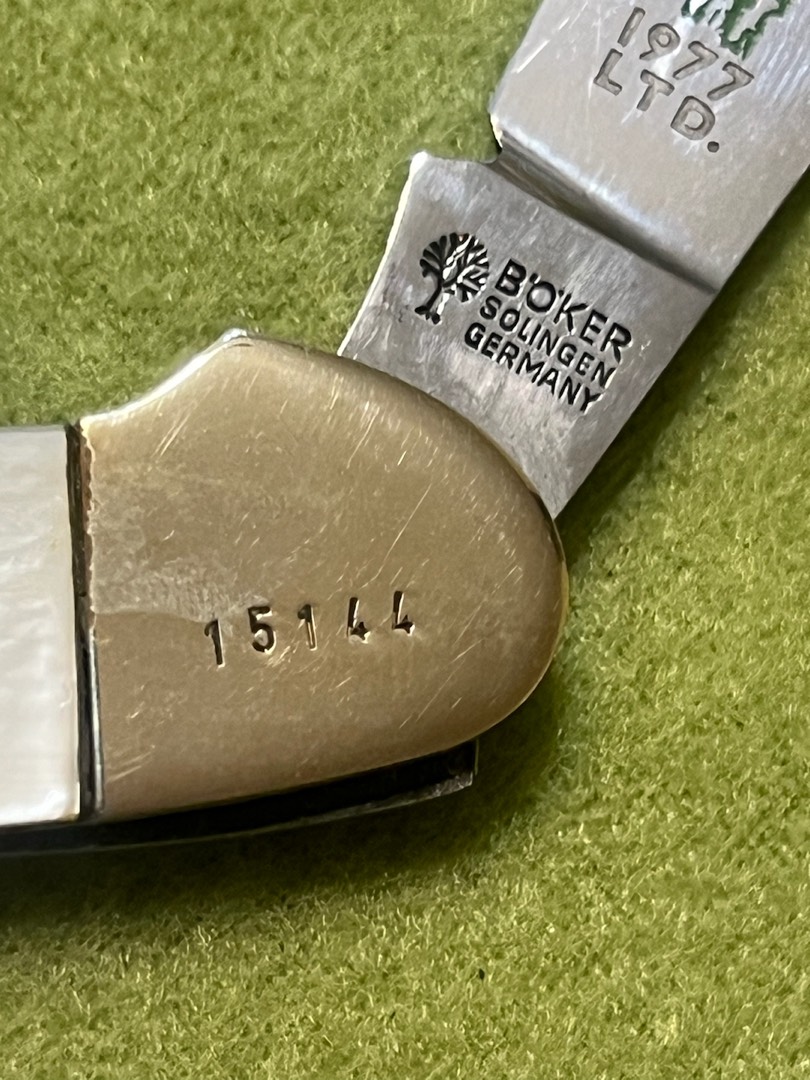 1977
LTD.
BÖKER
SOLINGEN
GERMANY
15144